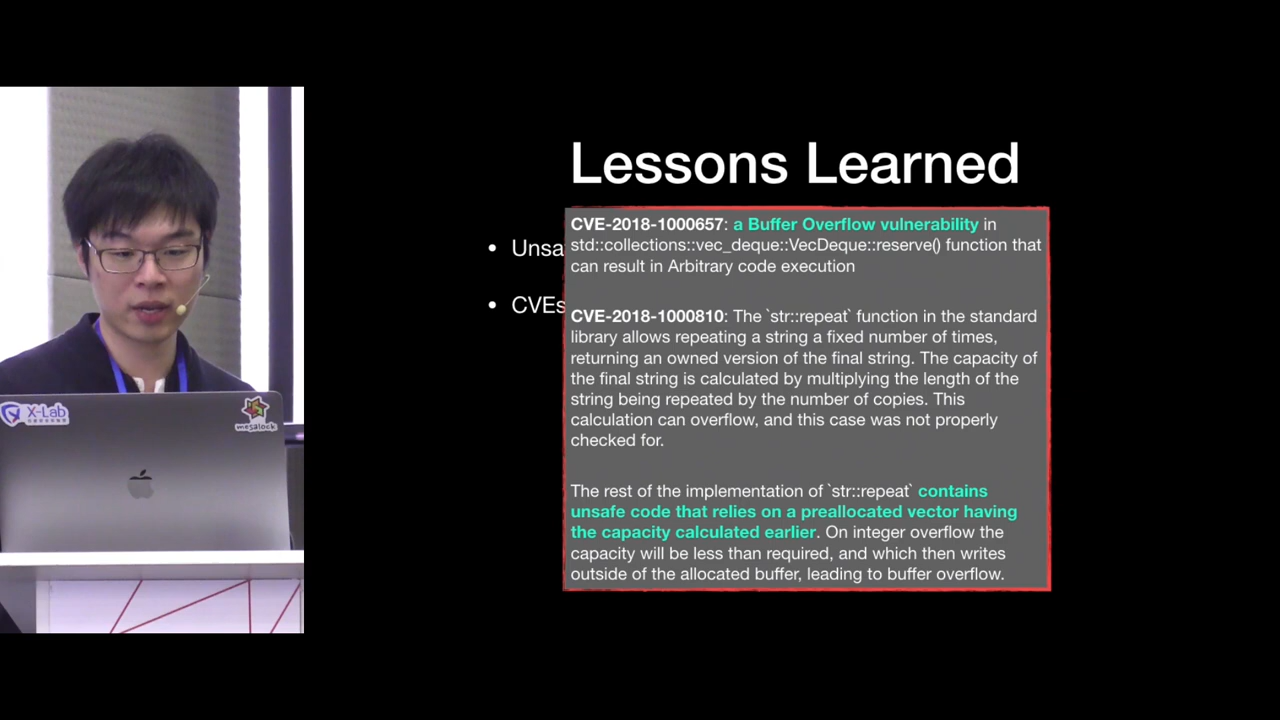 Lessons Learned
• Unsa
• CVEs
CVE-2018-1000657: a Buffer Overflow vulnerability in
std::collections::vec_deque::VecDeque::reserve() function that
can result in Arbitrary code execution
CVE-2018-1000810: The `str::repeat` function in the standard
library allows repeating a string a fixed number of times,
returning an owned version of the final string. The capacity of
the final string is calculated by multiplying the length of the
string being repeated by the number of copies. This
calculation can overflow, and this case was not properly
checked for.
The rest of the implementation of `str::repeat` contains
unsafe code that relies on a preallocated vector having
the capacity calculated earlier. On integer overflow the
capacity will be less than required, and which then writes
outside of the allocated buffer, leading to buffer overflow.
X-Lab
mesalock